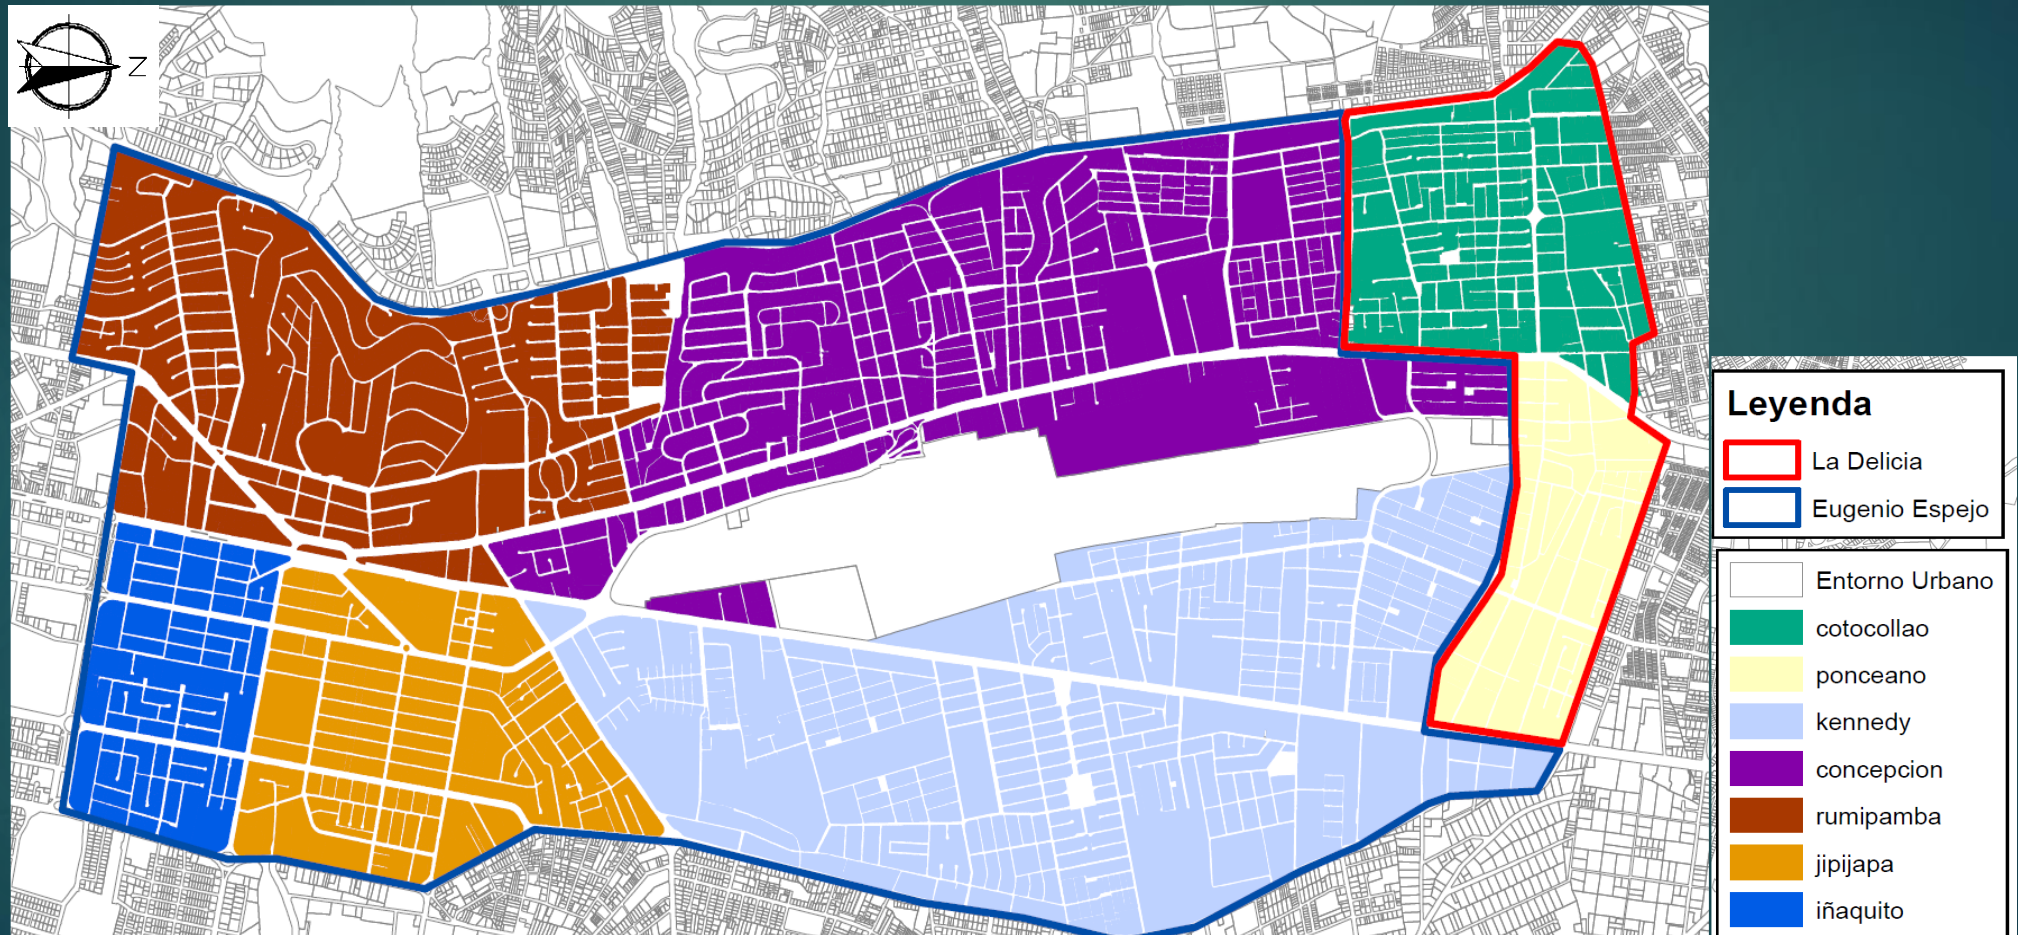 N
Leyenda
La Delicia
Eugenio Espejo
Entorno Urbano
cotocollao
ponceano
kennedy
concepcion
rumipamba
jipijapa
iñaquito